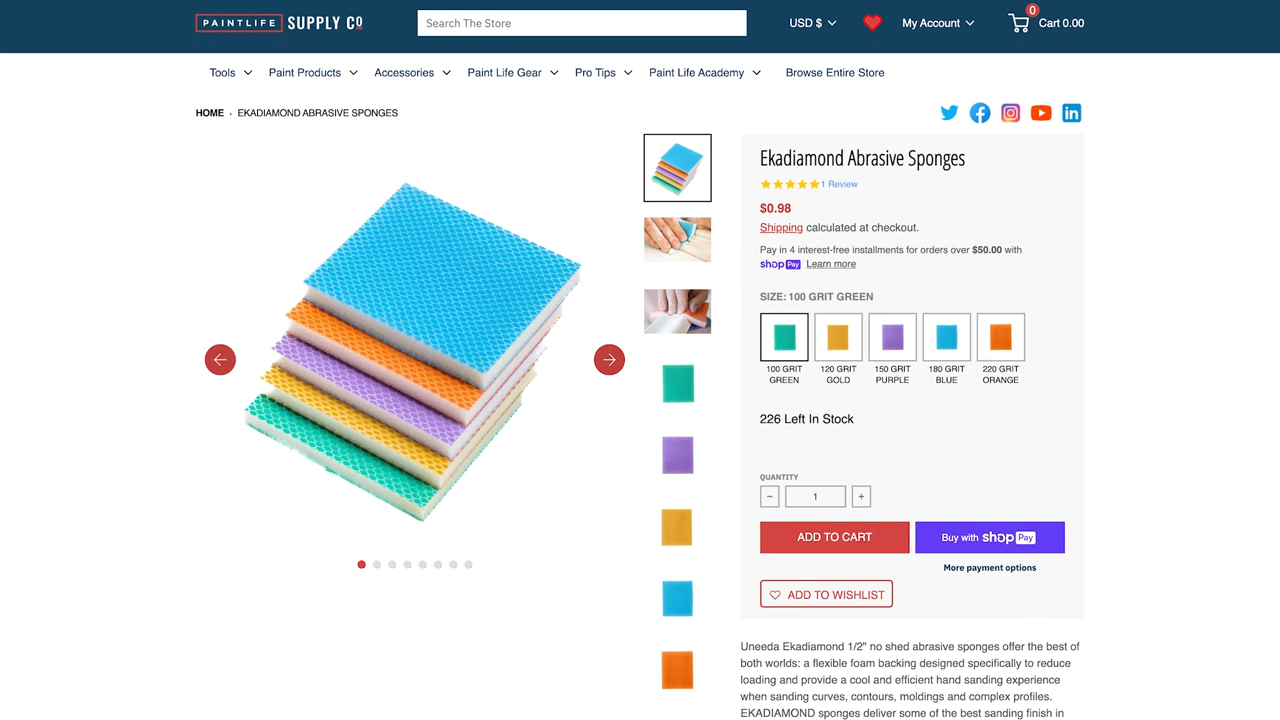 PAINTLIFE SUPPLY CO
Search The Store
USD $
My Account
0
Cart 0.00
Tools
Paint Products
Accessories
Paint Life Gear
Pro Tips
Paint Life Academy
Browse Entire Store
HOME › EKADIAMOND ABRASIVE SPONGES
in
Ekadiamond Abrasive Sponges
1 Review
$0.98
Shipping calculated at checkout.
Pay in 4 interest-free installments for orders over $50.00 with
shop Pay Learn more
SIZE: 100 GRIT GREEN
100 GRIT GREEN
120 GRIT GOLD
150 GRIT PURPLE
180 GRIT BLUE
220 GRIT ORANGE
226 Left In Stock
QUANTITY
− 1 +
ADD TO CART
Buy with shop Pay
More payment options
ADD TO WISHLIST
Uneeda Ekadiamond 1/2" no shed abrasive sponges offer the best of
both worlds: a flexible foam backing designed specifically to reduce
loading and provide a cool and efficient hand sanding experience
when sanding curves, contours, moldings and complex profiles.
EKADIAMOND sponges deliver some of the best sanding finish in